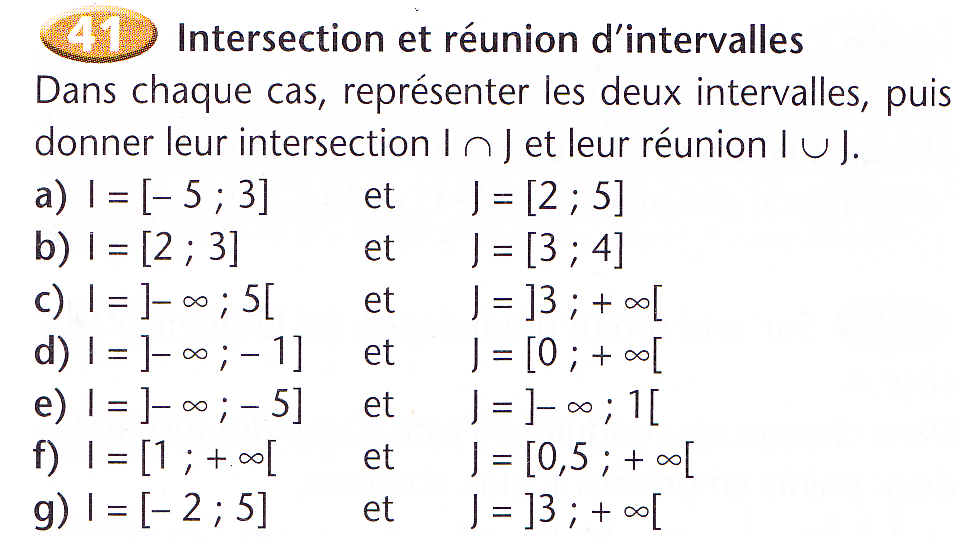 41 Intersection et réunion d'intervalles
Dans chaque cas, représenter les deux intervalles, puis
donner leur intersection I ∩ J et leur réunion I ∪ J.
a) I = [– 5 ; 3] et J = [2 ; 5]
b) I = [2 ; 3] et J = [3 ; 4]
c) I = ]– ∞ ; 5[ et J = ]3 ; + ∞[
d) I = ]– ∞ ; – 1] et J = [0 ; + ∞[
e) I = ]– ∞ ; – 5] et J = ]– ∞ ; 1[
f) I = [1 ; + ∞[ et J = [0,5 ; + ∞[
g) I = [– 2 ; 5] et J = ]3 ; + ∞[